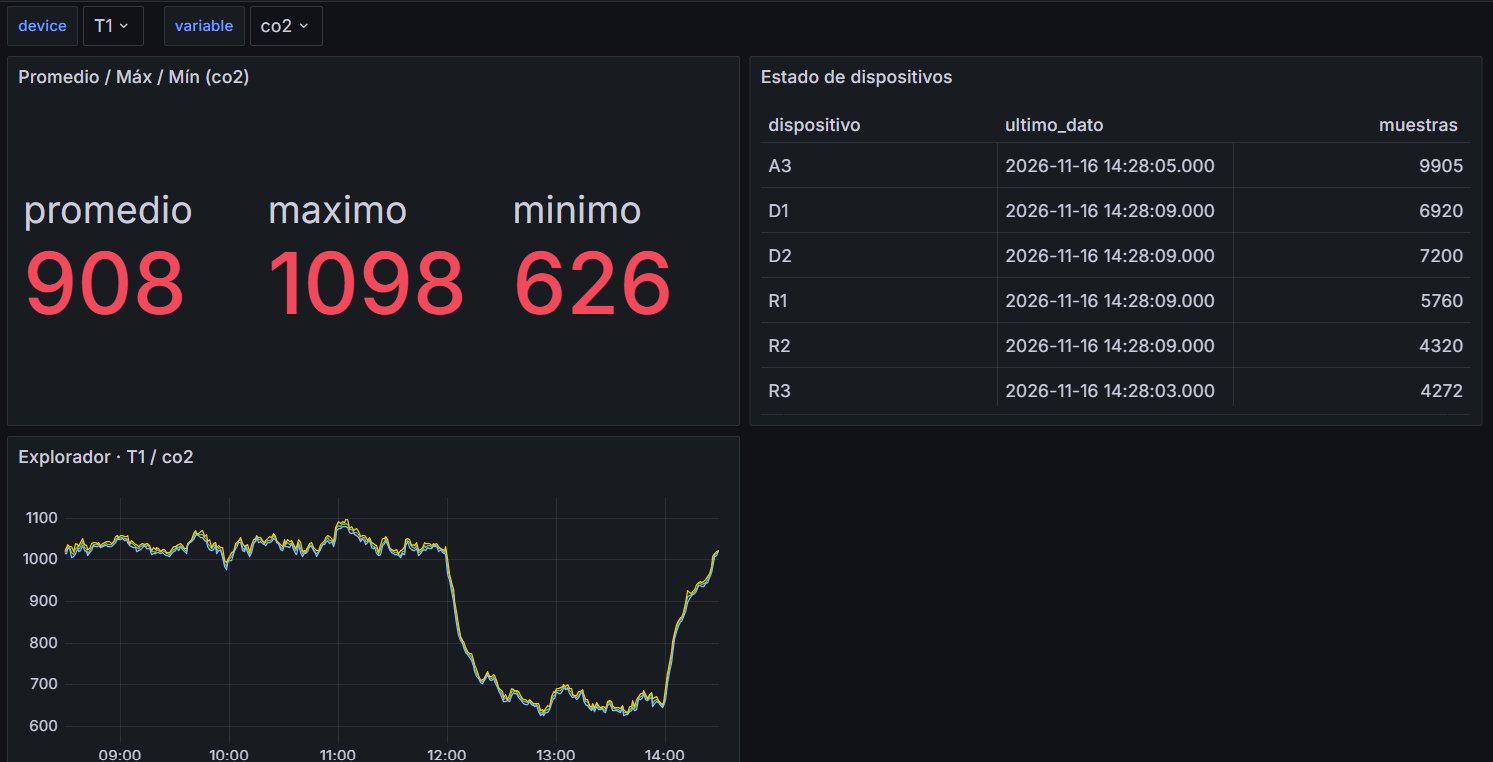 device T1 variable co2
Promedio / Máx / Mín (co2)
promedio maximo minimo
908 1098 626
Estado de dispositivos
dispositivo ultimo_dato muestras
A3 2026-11-16 14:28:05.000 9905
D1 2026-11-16 14:28:09.000 6920
D2 2026-11-16 14:28:09.000 7200
R1 2026-11-16 14:28:09.000 5760
R2 2026-11-16 14:28:09.000 4320
R3 2026-11-16 14:28:03.000 4272
Explorador · T1 / co2
1100
1000
900
800
700
600
09:00 10:00 11:00 12:00 13:00 14:00